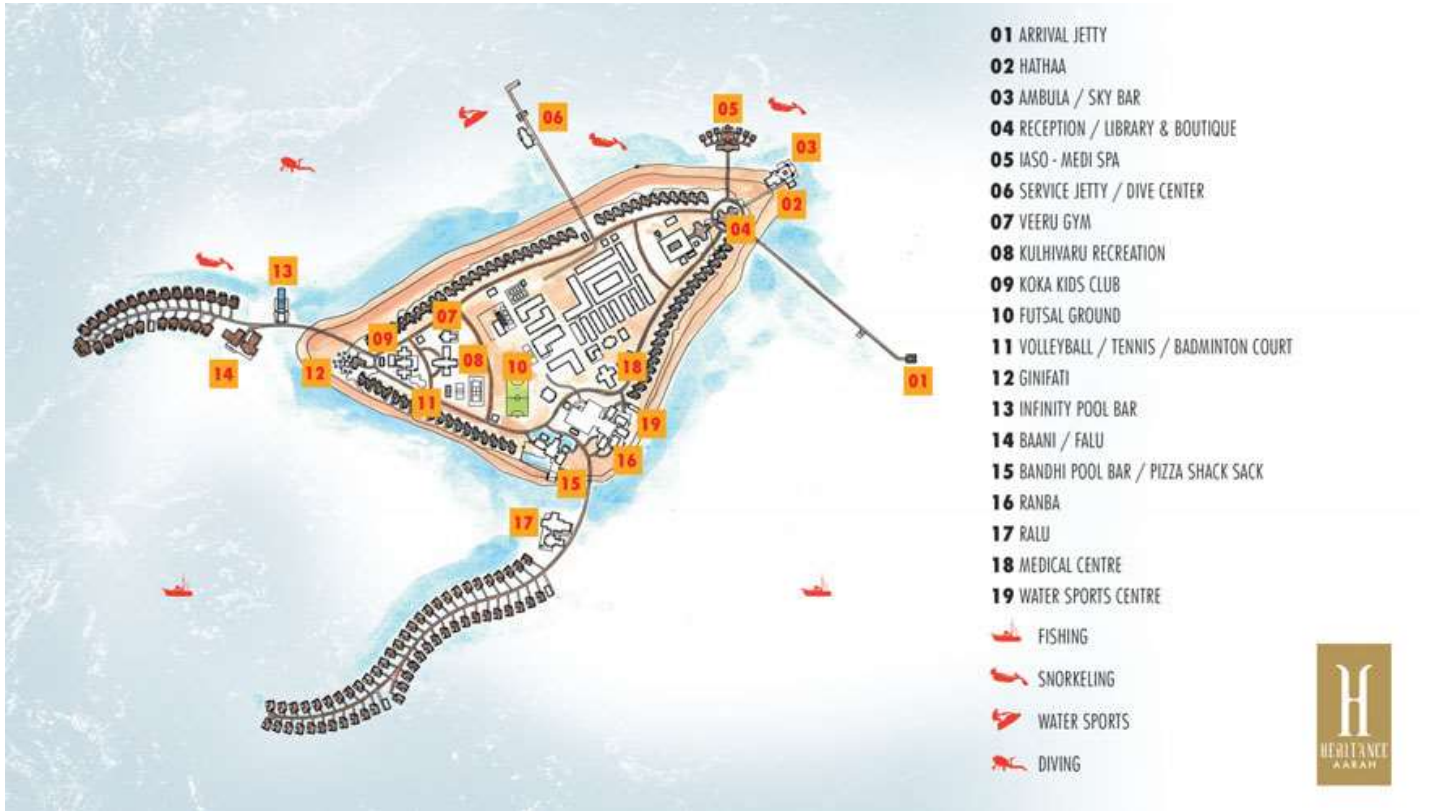 06
05
03
02
04
13
07
09
08
10
18
14
12
11
01
19
16
15
17
01 ARRIVAL JETTY
02 HATHAA
03 AMBULA / SKY BAR
04 RECEPTION / LIBRARY & BOUTIQUE
05 IASO - MEDI SPA
06 SERVICE JETTY / DIVE CENTER
07 VEERU GYM
08 KULHIVARU RECREATION
09 KOKA KIDS CLUB
10 FUTSAL GROUND
11 VOLLEYBALL / TENNIS / BADMINTON COURT
12 GINIFATI
13 INFINITY POOL BAR
14 BAANI / FALU
15 BANDHI POOL BAR / PIZZA SHACK SACK
16 RANBA
17 RALU
18 MEDICAL CENTRE
19 WATER SPORTS CENTRE
FISHING
SNORKELING
WATER SPORTS
DIVING
H
HERITANCE
AARAH